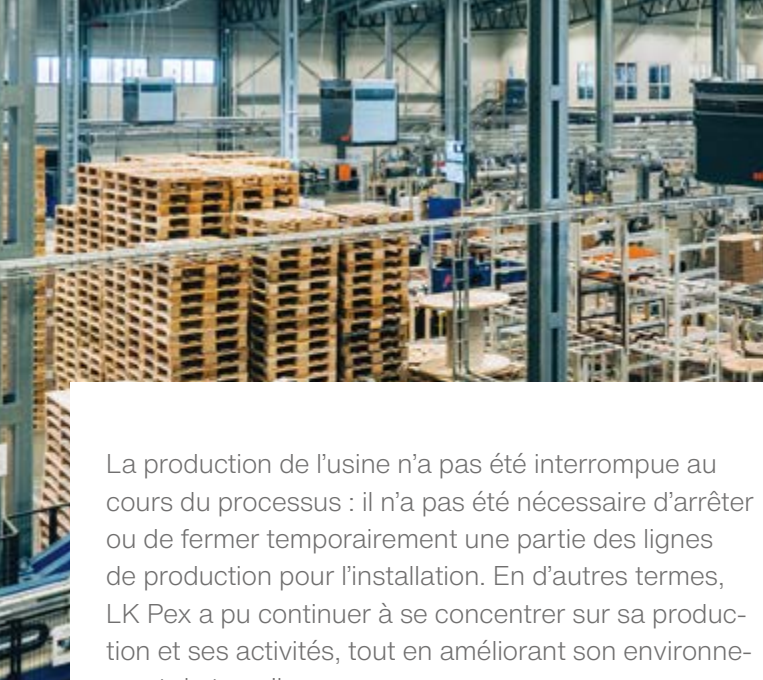 La production de l’usine n’a pas été interrompue au
cours du processus : il n’a pas été nécessaire d’arrêter
ou de fermer temporairement une partie des lignes
de production pour l’installation. En d’autres termes,
LK Pex a pu continuer à se concentrer sur sa produc-
tion et ses activités, tout en améliorant son environne-